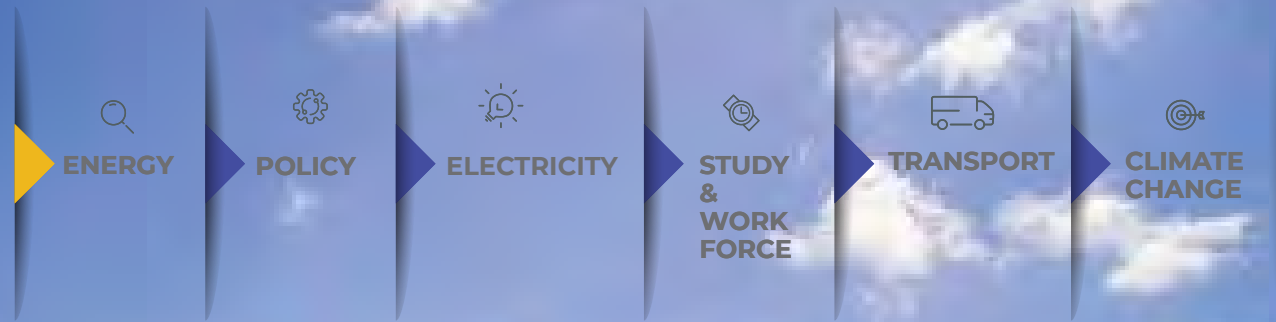 ENERGY
POLICY
ELECTRICITY
STUDY
&
WORK
FORCE
TRANSPORT
CLIMATE
CHANGE